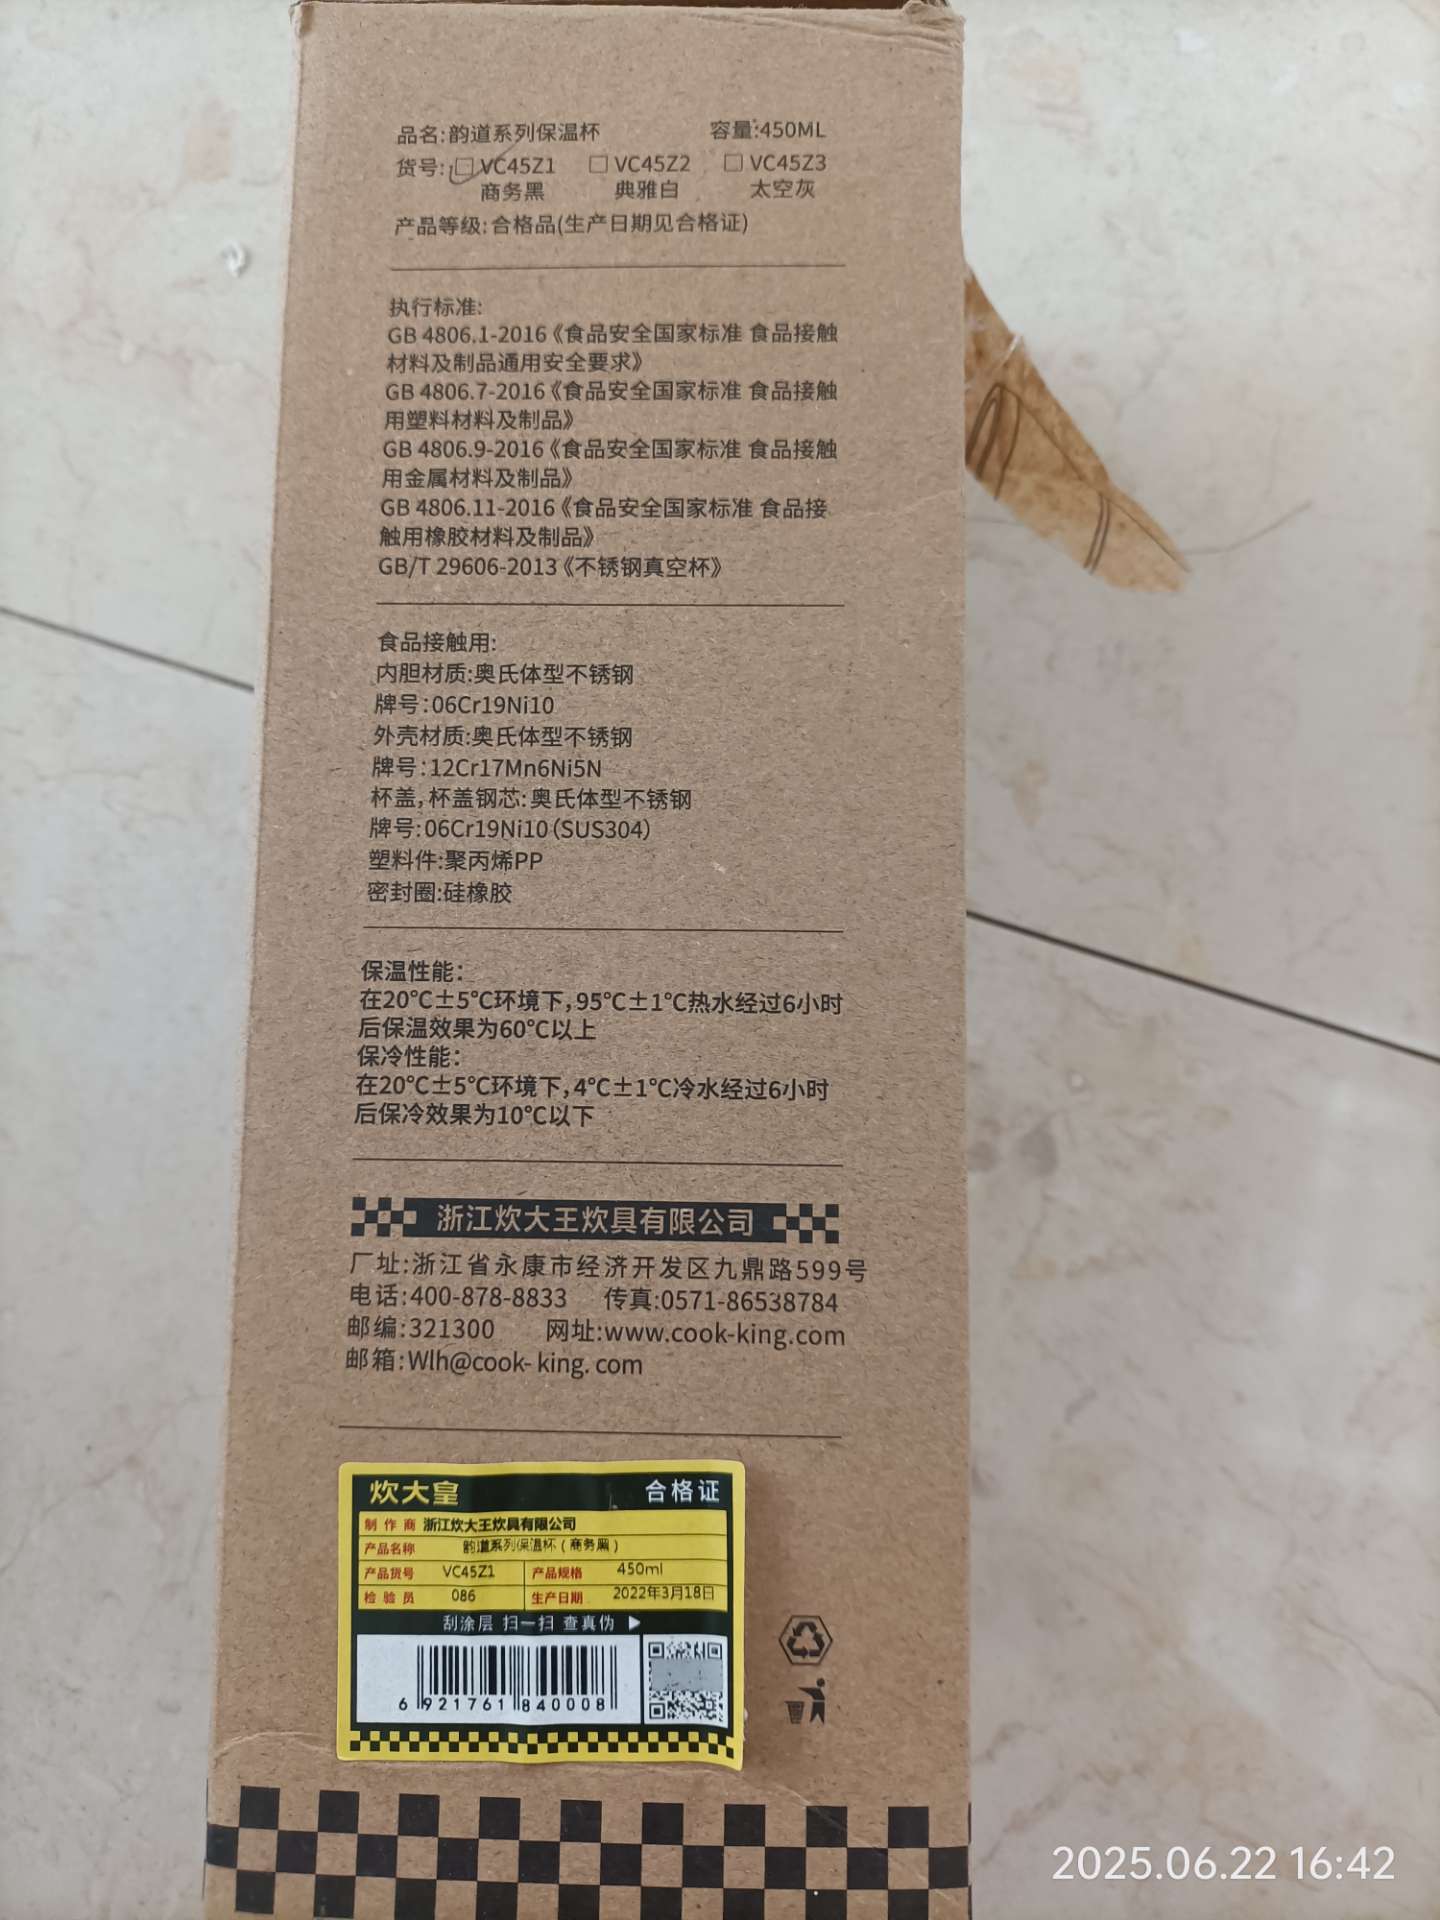 品名:韵道系列保温杯 容量:450ML
货号:□VC45Z1 □VC45Z2 □VC45Z3
商务黑 典雅白 太空灰
产品等级:合格品(生产日期见合格证)
执行标准:
GB 4806.1-2016《食品安全国家标准 食品接触
材料及制品通用安全要求》
GB 4806.7-2016《食品安全国家标准 食品接触
用塑料材料及制品》
GB 4806.9-2016《食品安全国家标准 食品接触
用金属材料及制品》
GB 4806.11-2016《食品安全国家标准 食品接
触用橡胶材料及制品》
GB/T 29606-2013《不锈钢真空杯》
食品接触用:
内胆材质:奥氏体型不锈钢
牌号:06Cr19Ni10
外壳材质:奥氏体型不锈钢
牌号:12Cr17Mn6Ni5N
杯盖,杯盖钢芯:奥氏体型不锈钢
牌号:06Cr19Ni10(SUS304)
塑料件:聚丙烯PP
密封圈:硅橡胶
保温性能:
在20℃±5℃环境下,95℃±1℃热水经过6小时
后保温效果为60℃以上
保冷性能:
在20℃±5℃环境下,4℃±1℃冷水经过6小时
后保冷效果为10℃以下
浙江炊大王炊具有限公司
厂址:浙江省永康市经济开发区九鼎路599号
电话:400-878-8833 传真:0571-86538784
邮编:321300 网址:www.cook-king.com
邮箱:Wlh@cook-king.com
炊大皇 合格证
制作商 浙江炊大王炊具有限公司
产品名称 韵道系列保温杯(商务黑)
产品货号 VC45Z1 产品规格 450ml
检验员 086 生产日期 2022年3月18日
刮涂层 扫一扫 查真伪 ▶
6 921761 840008
2025.06.22 16:42